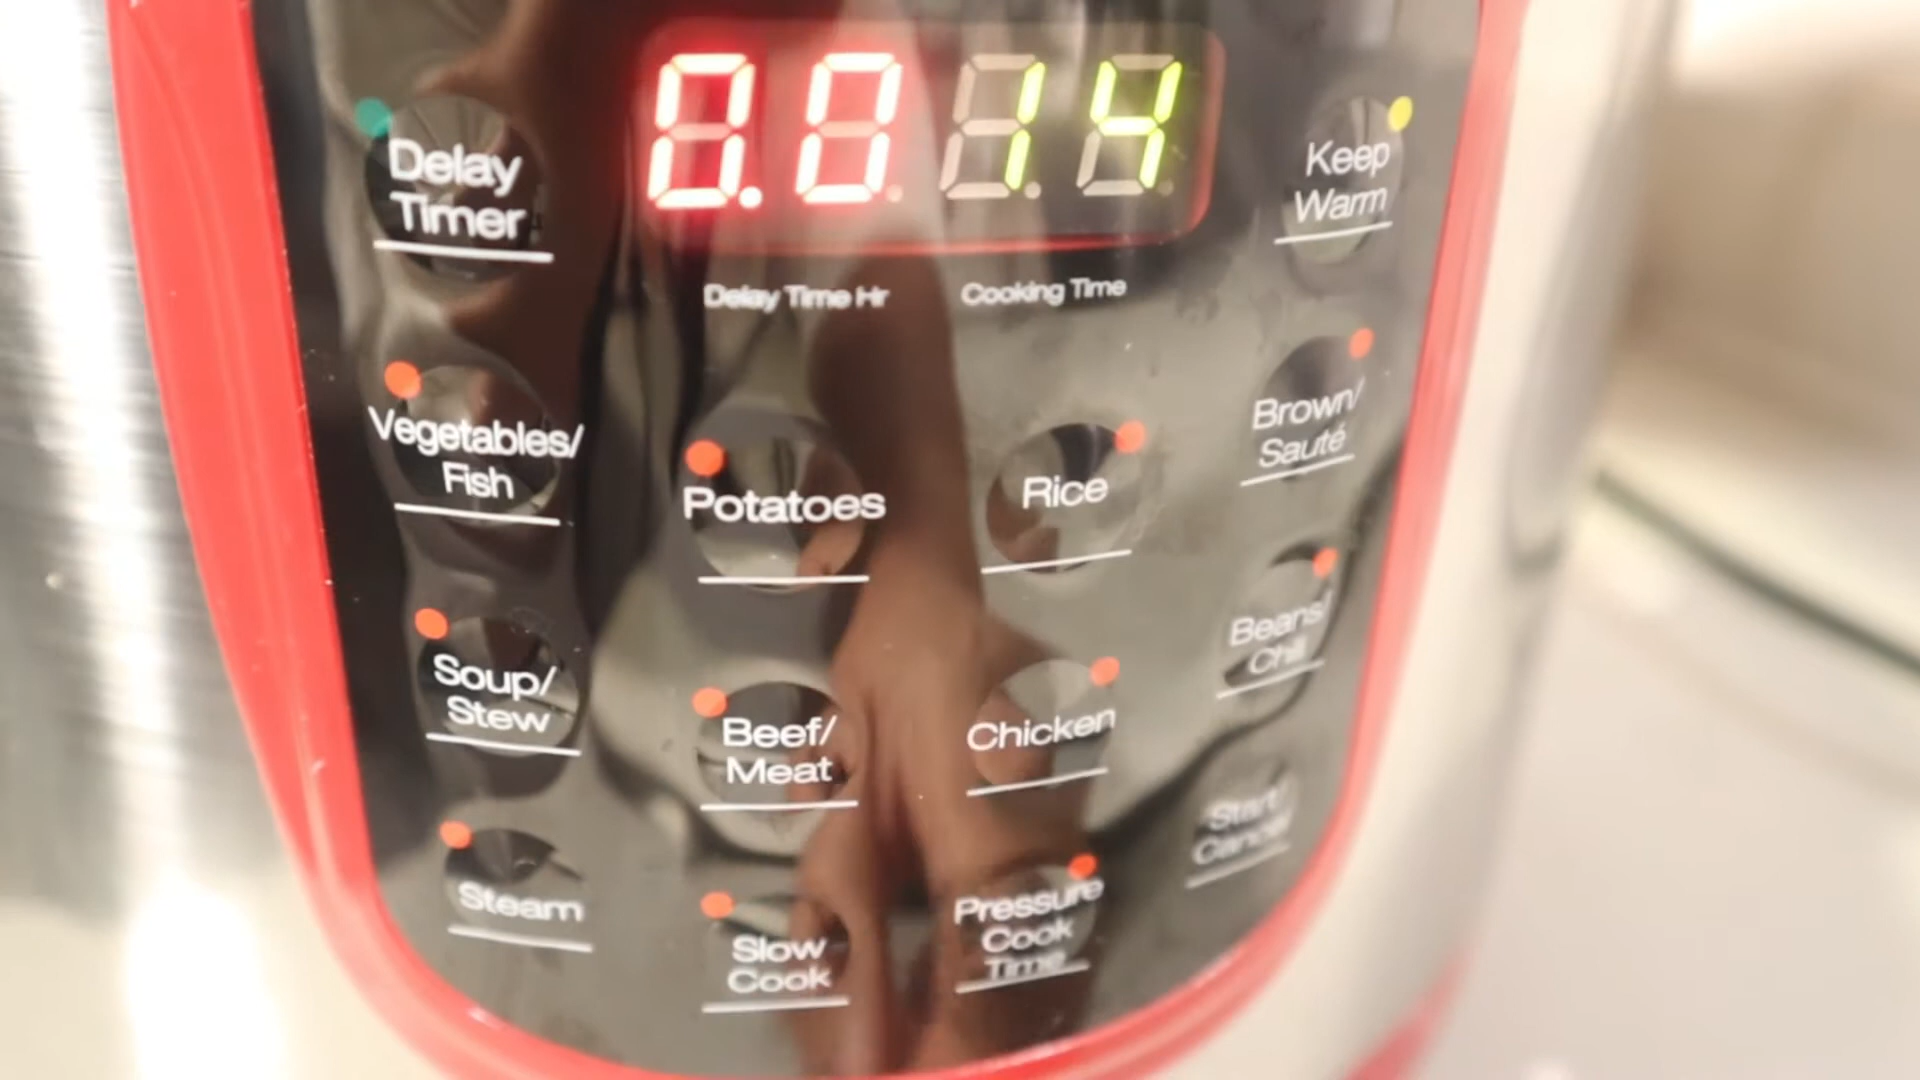 0.0 14
Delay Time Hr
Cooking Time
Delay
Timer
Keep
Warm
Vegetables/
Fish
Potatoes
Rice
Brown/
Sauté
Soup/
Stew
Beef/
Meat
Chicken
Beans/
Chili
Steam
Slow
Cook
Pressure
Cook
Time
Start/
Cancel